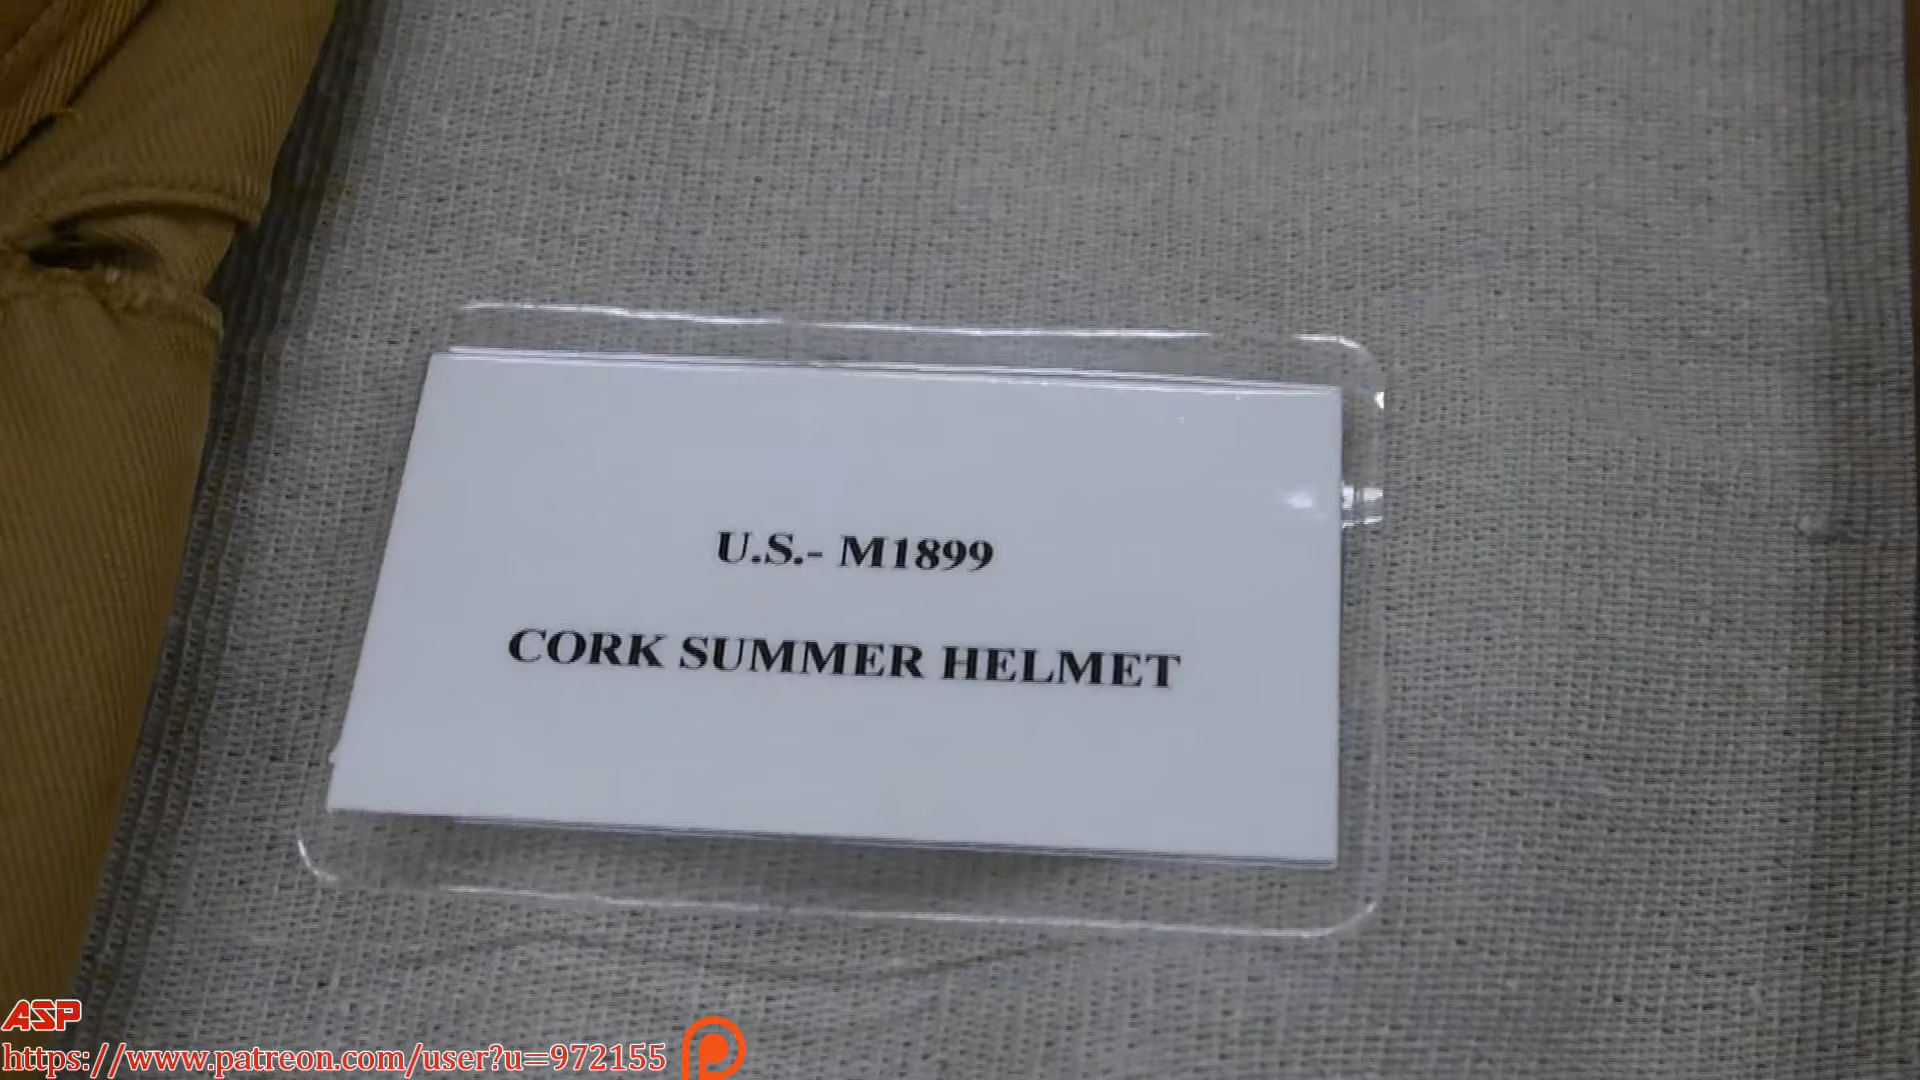 U.S.- M1899
CORK SUMMER HELMET
ASP
https://www.patreon.com/user?u=972155